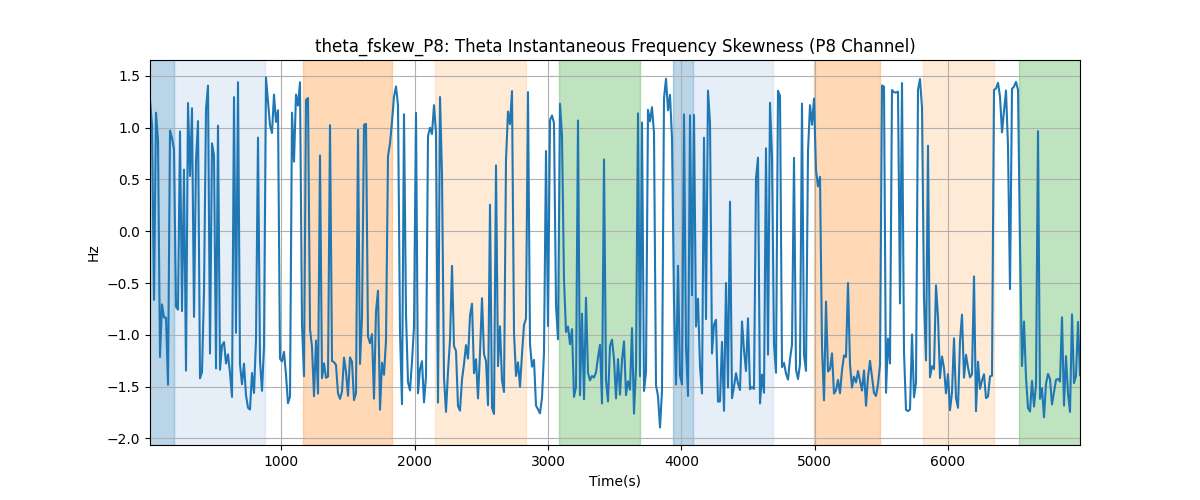 theta_fskew_P8: Theta Instantaneous Frequency Skewness (P8 Channel)
1.5
1.0
0.5
0.0
−0.5
−1.0
−1.5
−2.0
Hz
1000 2000 3000 4000 5000 6000
Time(s)